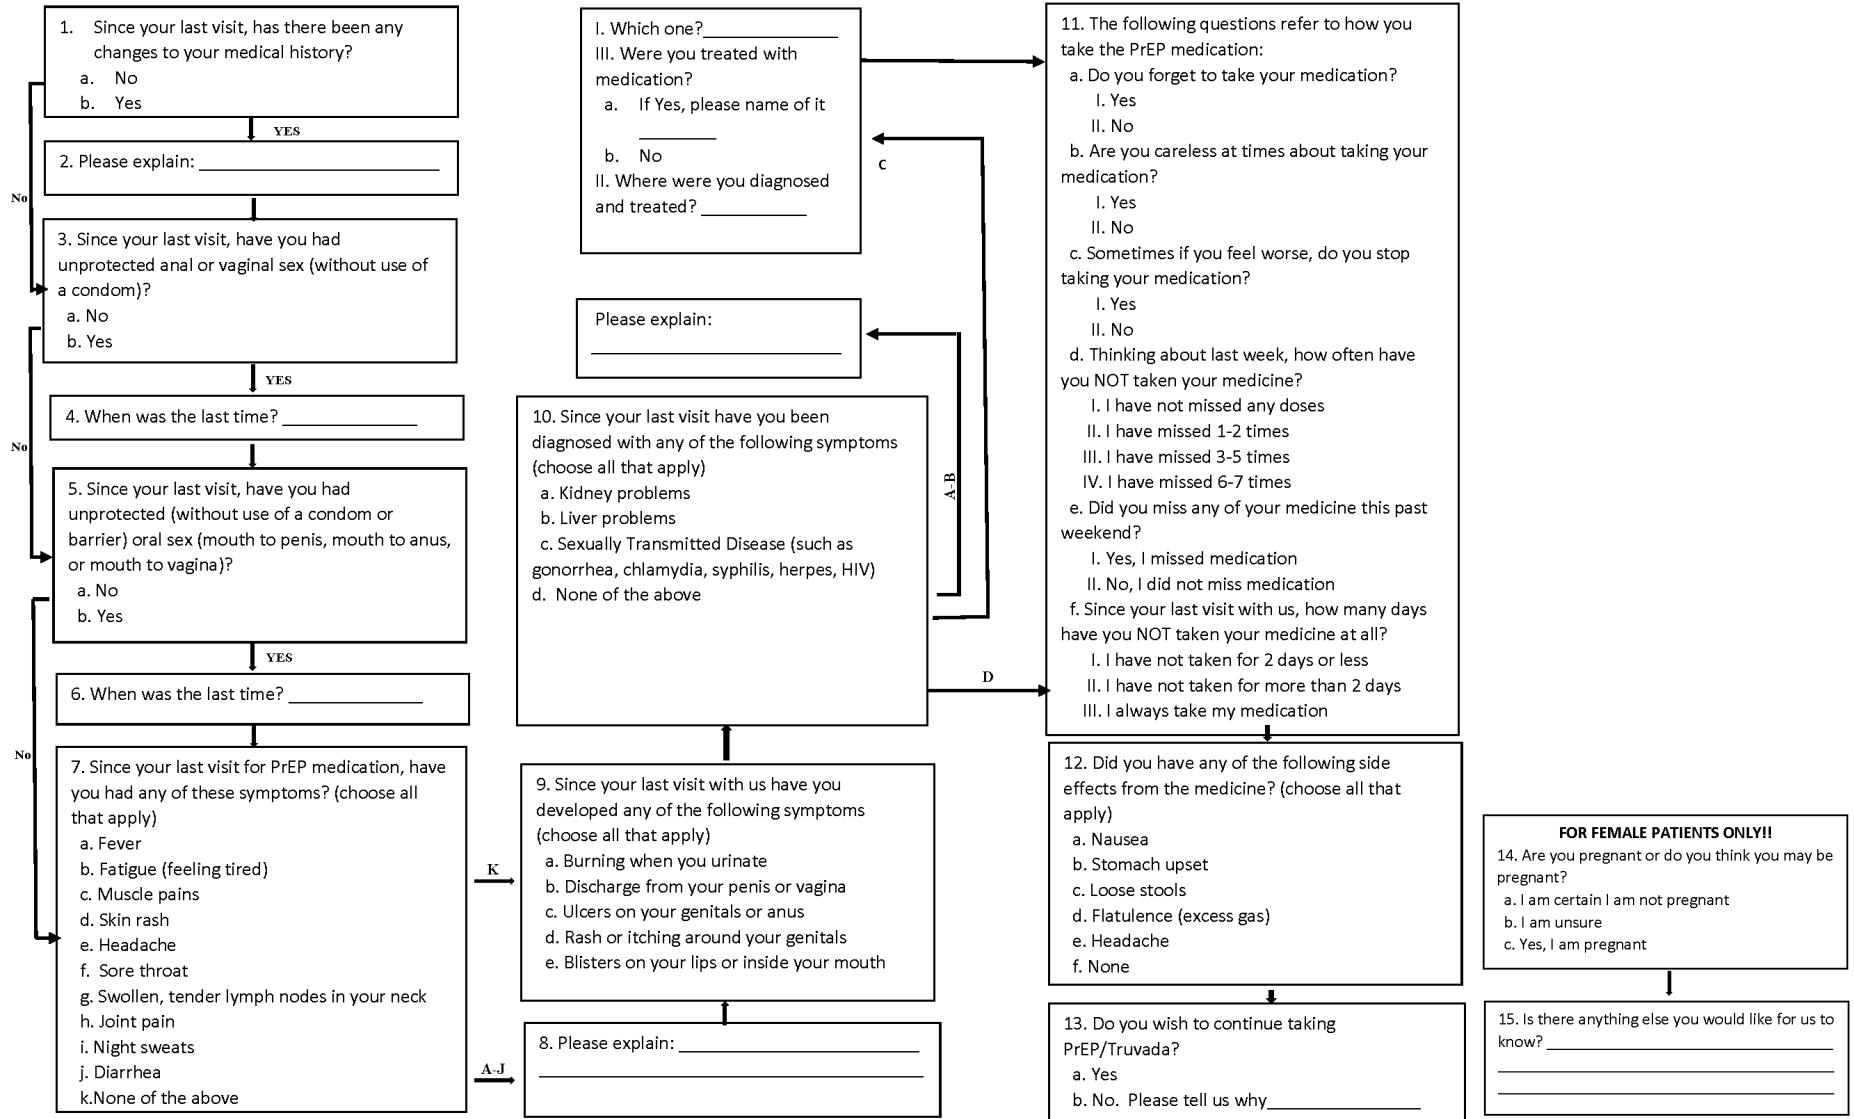 1. Since your last visit, has there been any
changes to your medical history?
a. No
b. Yes
YES
No
2. Please explain: ____________________
3. Since your last visit, have you had
unprotected anal or vaginal sex (without use of
a condom)?
a. No
b. Yes
YES
No
4. When was the last time? ____________
5. Since your last visit, have you had
unprotected (without use of a condom or
barrier) oral sex (mouth to penis, mouth to anus,
or mouth to vagina)?
a. No
b. Yes
YES
No
6. When was the last time? ____________
7. Since your last visit for PrEP medication, have
you had any of these symptoms? (choose all
that apply)
a. Fever
b. Fatigue (feeling tired)
c. Muscle pains
d. Skin rash
e. Headache
f. Sore throat
g. Swollen, tender lymph nodes in your neck
h. Joint pain
i. Night sweats
j. Diarrhea
k.None of the above
K
A-J
8. Please explain: ____________________
9. Since your last visit with us have you
developed any of the following symptoms
(choose all that apply)
a. Burning when you urinate
b. Discharge from your penis or vagina
c. Ulcers on your genitals or anus
d. Rash or itching around your genitals
e. Blisters on your lips or inside your mouth
10. Since your last visit have you been
diagnosed with any of the following symptoms
(choose all that apply)
a. Kidney problems
b. Liver problems
c. Sexually Transmitted Disease (such as
gonorrhea, chlamydia, syphilis, herpes, HIV)
d. None of the above
A-B
C
D
Please explain:
I. Which one?____________
III. Were you treated with
medication?
a. If Yes, please name of it
________
b. No
II. Where were you diagnosed
and treated? __________
11. The following questions refer to how you
take the PrEP medication:
a. Do you forget to take your medication?
I. Yes
II. No
b. Are you careless at times about taking your
medication?
I. Yes
II. No
c. Sometimes if you feel worse, do you stop
taking your medication?
I. Yes
II. No
d. Thinking about last week, how often have
you NOT taken your medicine?
I. I have not missed any doses
II. I have missed 1-2 times
III. I have missed 3-5 times
IV. I have missed 6-7 times
e. Did you miss any of your medicine this past
weekend?
I. Yes, I missed medication
II. No, I did not miss medication
f. Since your last visit with us, how many days
have you NOT taken your medicine at all?
I. I have not taken for 2 days or less
II. I have not taken for more than 2 days
III. I always take my medication
12. Did you have any of the following side
effects from the medicine? (choose all that
apply)
a. Nausea
b. Stomach upset
c. Loose stools
d. Flatulence (excess gas)
e. Headache
f. None
13. Do you wish to continue taking
PrEP/Truvada?
a. Yes
b. No. Please tell us why______________
FOR FEMALE PATIENTS ONLY!!
14. Are you pregnant or do you think you may be
pregnant?
a. I am certain I am not pregnant
b. I am unsure
c. Yes, I am pregnant
15. Is there anything else you would like for us to
know? ______________________________